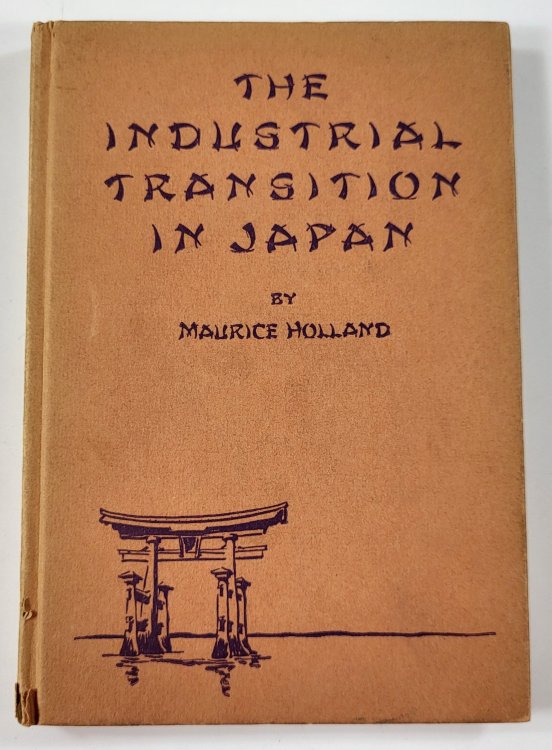 THE
INDUSTRIAL
TRANSITION
IN JAPAN
BY
MAURICE HOLLAND